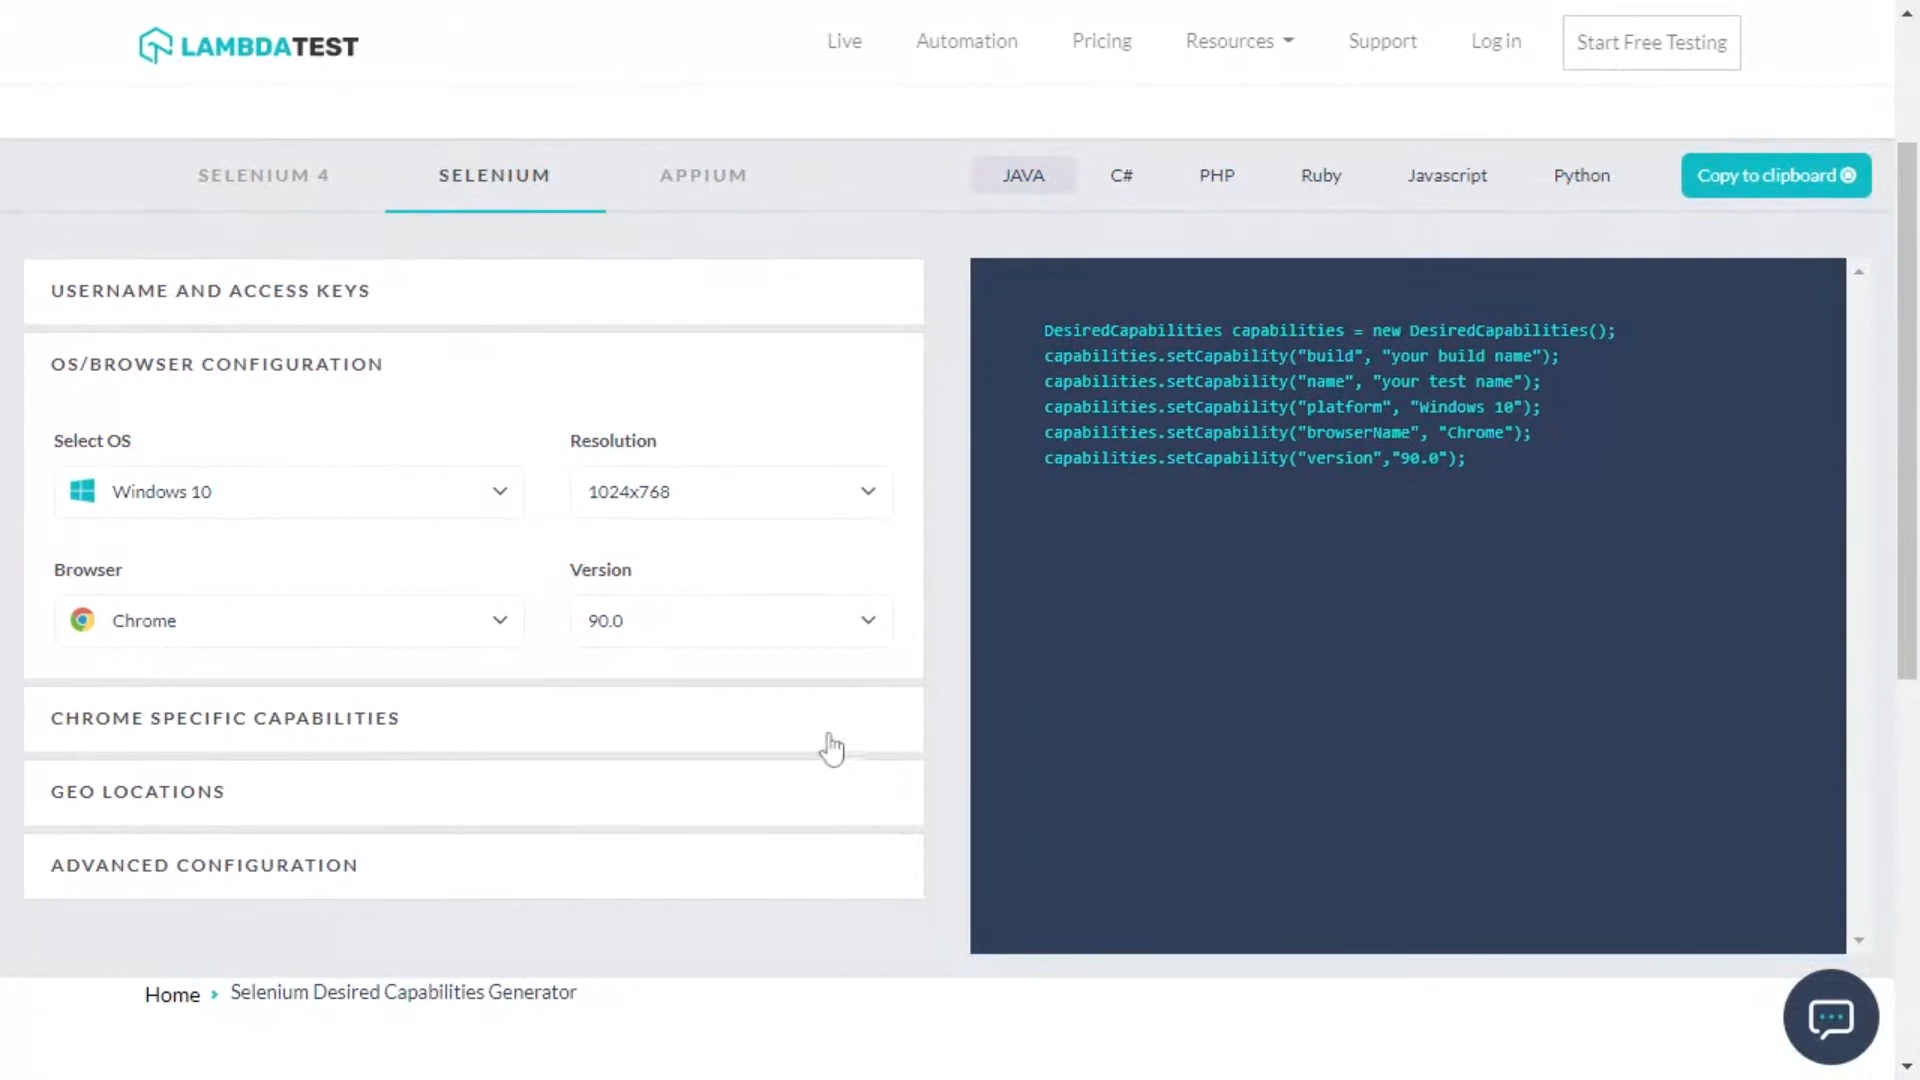 LAMBDATEST
Live
Automation
Pricing
Resources
Support
Log in
Start Free Testing
SELENIUM 4
SELENIUM
APPIUM
JAVA
C#
PHP
Ruby
Javascript
Python
Copy to clipboard
USERNAME AND ACCESS KEYS
OS/BROWSER CONFIGURATION
Select OS
Resolution
Windows 10
1024x768
Browser
Version
Chrome
90.0
CHROME SPECIFIC CAPABILITIES
GEO LOCATIONS
ADVANCED CONFIGURATION
DesiredCapabilities capabilities = new DesiredCapabilities();
capabilities.setCapability("build", "your build name");
capabilities.setCapability("name", "your test name");
capabilities.setCapability("platform", "Windows 10");
capabilities.setCapability("browserName", "Chrome");
capabilities.setCapability("version","90.0");
Home > Selenium Desired Capabilities Generator